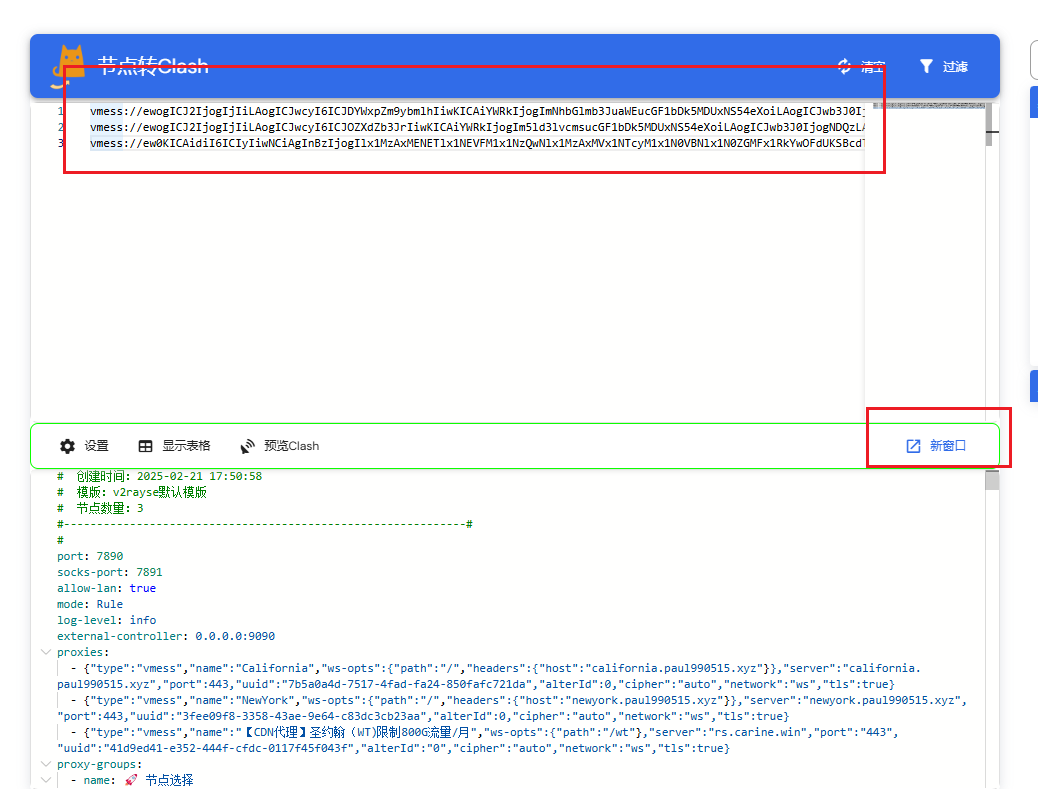 节点转Clash
清空
过滤
1 vmess://ewogICJ2IjogIjIiLAogICJwcyI6ICJDYWxpZm9ybmlhIiwKICAiYWRkIjogImNhbGlmb3JuaWEucGF1bDk5MDUxNS54eXoiLAogICJwb3J0Ij
2 vmess://ewogICJ2IjogIjIiLAogICJwcyI6ICJOZXdZb3JrIiwKICAiYWRkIjogIm5ld3lvcmsucGF1bDk5MDUxNS54eXoiLAogICJwb3J0IjogNDQzLA
3 vmess://ew0KICAidiI6ICIyIiwNCiAgInBzIjogIlx1MzAxMENETlx1NEVFM1x1NzQwNlx1MzAxMVx1NTcyM1x1N0VBNlx1N0ZGMFx1RkYwOFdUKSBcdT
设置
显示表格
预览Clash
新窗口
# 创建时间: 2025-02-21 17:50:58
# 模版: v2rayse默认模版
# 节点数量: 3
#-------------------------------------------------------------#
#
port: 7890
socks-port: 7891
allow-lan: true
mode: Rule
log-level: info
external-controller: 0.0.0.0:9090
proxies:
- {"type":"vmess","name":"California","ws-opts":{"path":"/","headers":{"host":"california.paul990515.xyz"}},"server":"california.
paul990515.xyz","port":443,"uuid":"7b5a0a4d-7517-4fad-fa24-850fafc721da","alterId":0,"cipher":"auto","network":"ws","tls":true}
- {"type":"vmess","name":"NewYork","ws-opts":{"path":"/","headers":{"host":"newyork.paul990515.xyz"}},"server":"newyork.paul990515.xyz",
"port":443,"uuid":"3fee09f8-3358-43ae-9e64-c83dc3cb23aa","alterId":0,"cipher":"auto","network":"ws","tls":true}
- {"type":"vmess","name":"【CDN代理】圣约翰（WT)限制800G流量/月","ws-opts":{"path":"/wt"},"server":"rs.carine.win","port":"443",
"uuid":"41d9ed41-e352-444f-cfdc-0117f45f043f","alterId":"0","cipher":"auto","network":"ws","tls":true}
proxy-groups:
- name: 🚀 节点选择